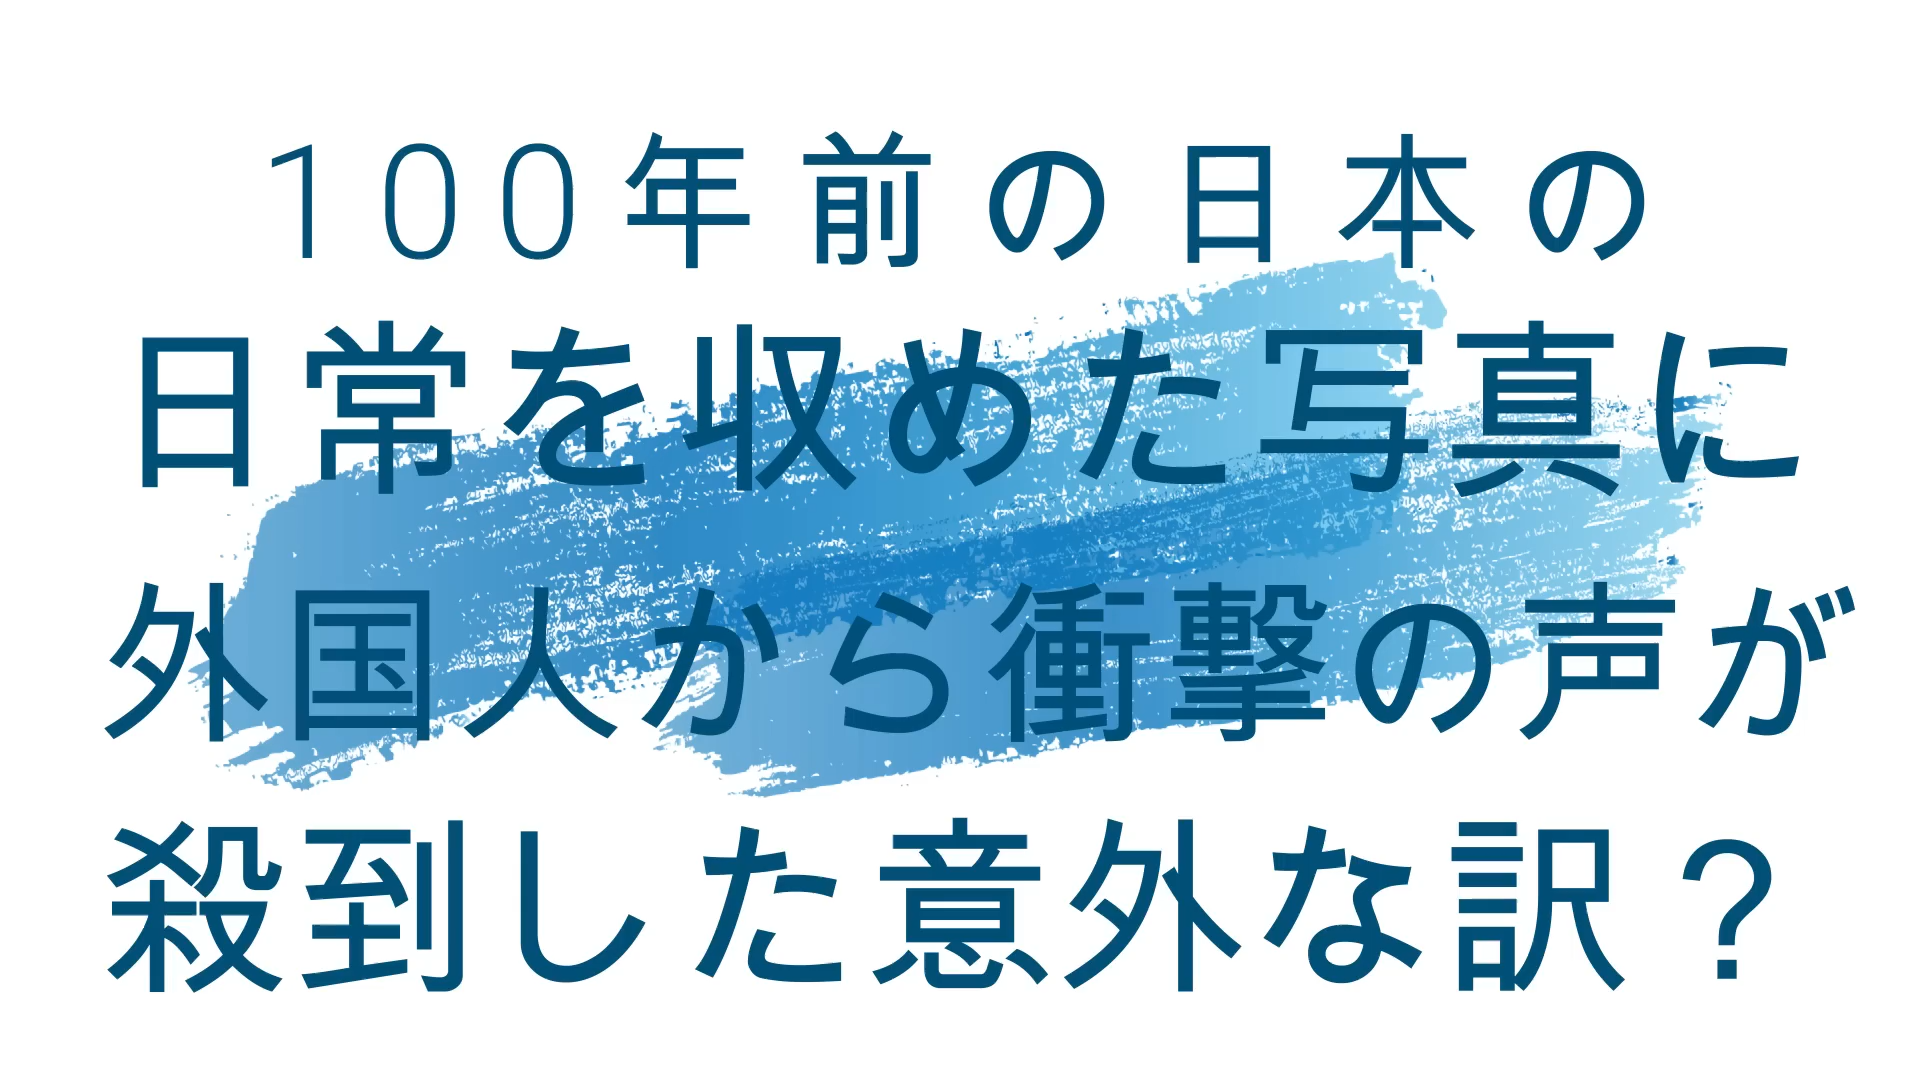 100年前の日本の
日常を収めた写真に
外国人から衝撃の声が
殺到した意外な訳？